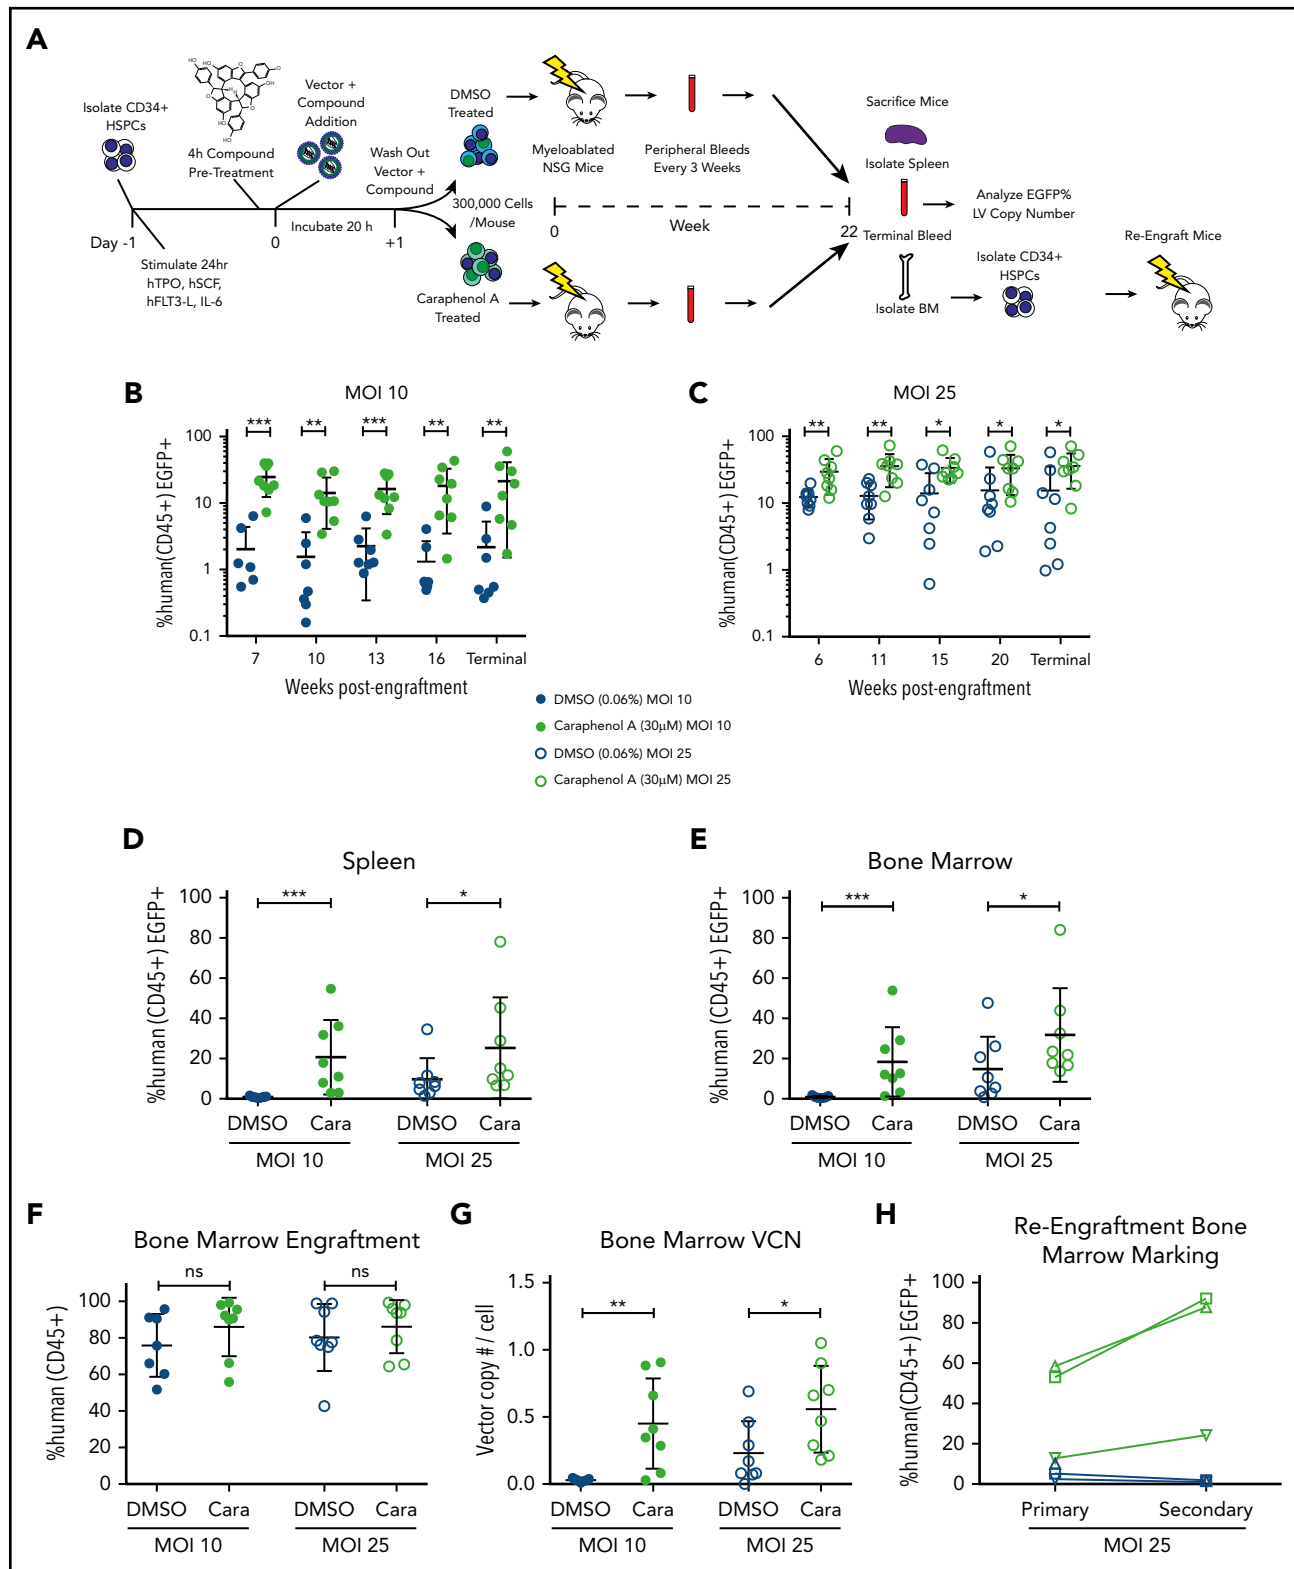 A
Isolate CD34+
HSPCs
4h Compound
Pre-Treatment
Vector +
Compound
Addition
Wash Out
Vector +
Compound
Incubate 20 h
Day -1
0
+1
Stimulate 24hr
hTPO, hSCF,
hFLT3-L, IL-6
DMSO
Treated
300,000 Cells
/Mouse
Caraphenol A
Treated
Myeloablated
NSG Mice
Peripheral Bleeds
Every 3 Weeks
0
Week
22
Sacrifice Mice
Isolate Spleen
Terminal Bleed
Isolate BM
Analyze EGFP%
LV Copy Number
Isolate CD34+
HSPCs
Re-Engraft Mice
B
MOI 10
%human(CD45+) EGFP+
100
10
1
0.1
*** ** *** ** **
7 10 13 16 Terminal
Weeks post-engraftment
C
MOI 25
%human(CD45+) EGFP+
100
10
1
0.1
** ** * * *
6 11 15 20 Terminal
Weeks post-engraftment
DMSO (0.06%) MOI 10
Caraphenol A (30µM) MOI 10
DMSO (0.06%) MOI 25
Caraphenol A (30µM) MOI 25
D
Spleen
%human (CD45+) EGFP+
100
80
60
40
20
0
*** *
DMSO Cara DMSO Cara
MOI 10 MOI 25
E
Bone Marrow
%human (CD45+) EGFP+
100
80
60
40
20
0
*** *
DMSO Cara DMSO Cara
MOI 10 MOI 25
F
Bone Marrow Engraftment
%human (CD45+)
100
80
60
40
20
0
ns ns
DMSO Cara DMSO Cara
MOI 10 MOI 25
G
Bone Marrow VCN
Vector copy # / cell
1.5
1.0
0.5
0.0
** *
DMSO Cara DMSO Cara
MOI 10 MOI 25
H
Re-Engraftment Bone
Marrow Marking
%human(CD45+) EGFP+
100
80
60
40
20
0
Primary Secondary
MOI 25